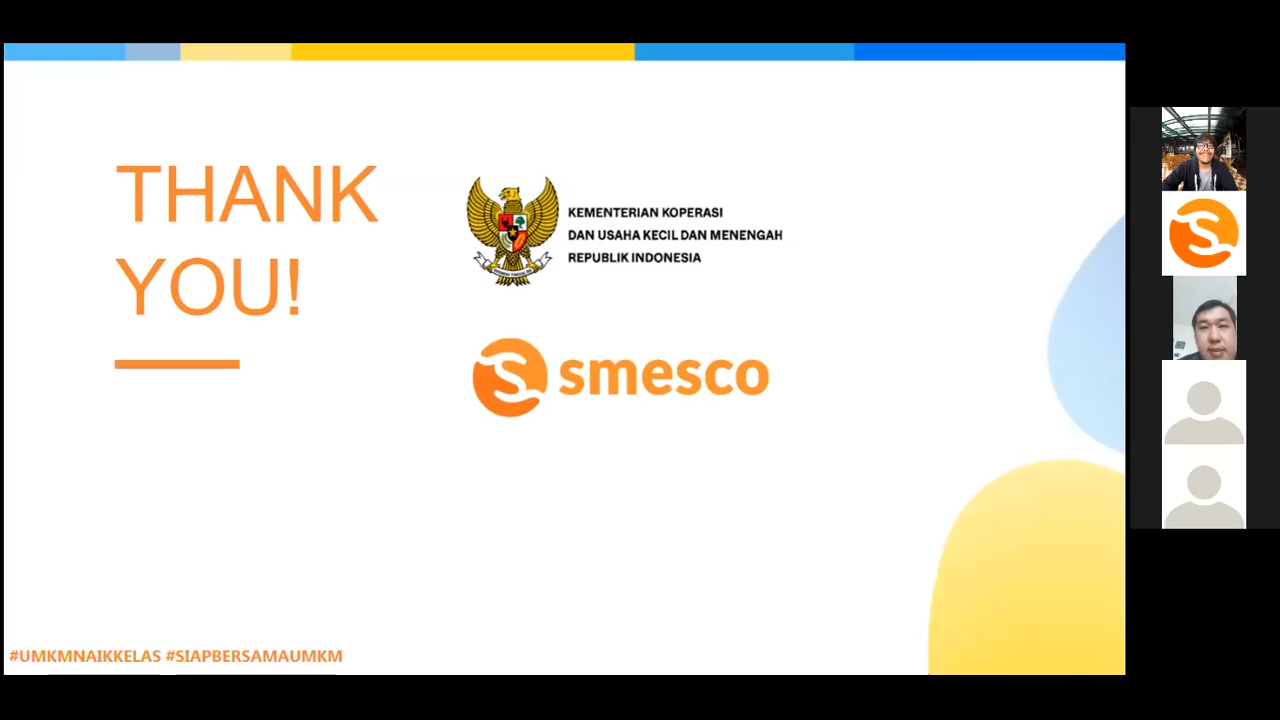 THANK
YOU!
KEMENTERIAN KOPERASI
DAN USAHA KECIL DAN MENENGAH
REPUBLIK INDONESIA
smesco
#UMKMNAIKKELAS #SIAPBERSAMAUMKM